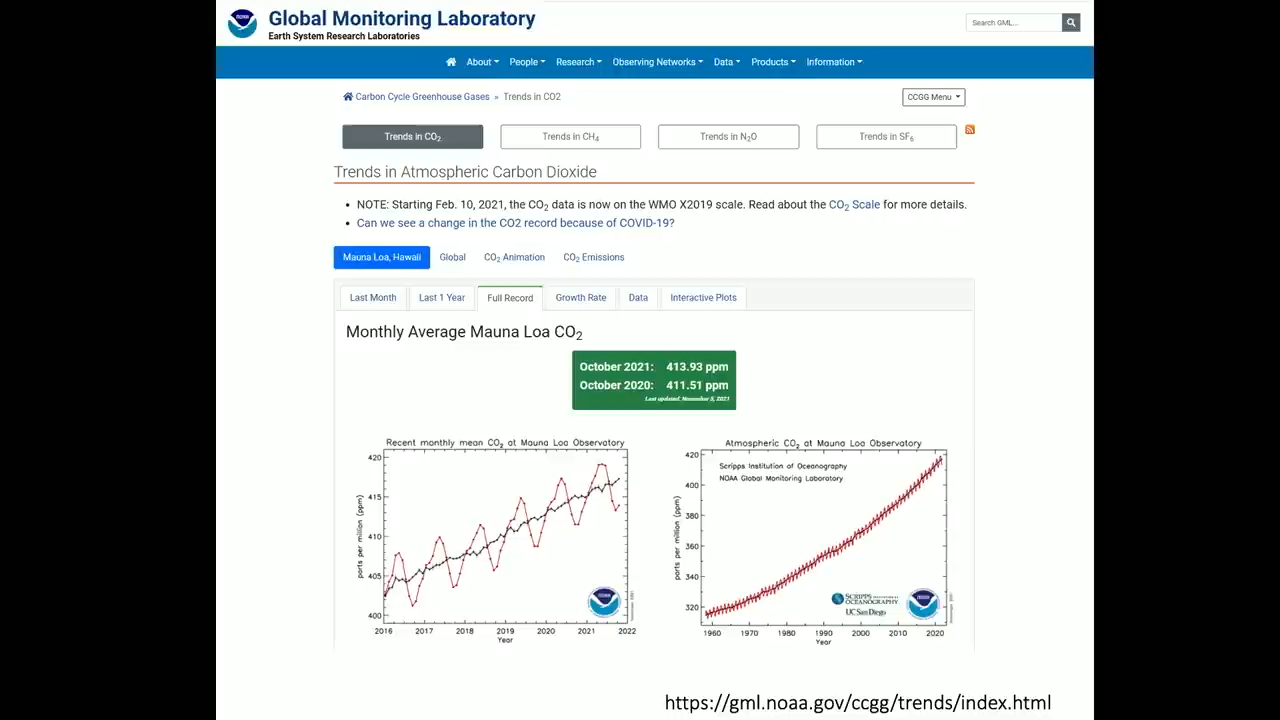 Global Monitoring Laboratory
Earth System Research Laboratories
Search GML...
About People Research Observing Networks Data Products Information
Carbon Cycle Greenhouse Gases » Trends in CO2
CCGG Menu
Trends in CO2 Trends in CH4 Trends in N2O Trends in SF6
Trends in Atmospheric Carbon Dioxide
• NOTE: Starting Feb. 10, 2021, the CO2 data is now on the WMO X2019 scale. Read about the CO2 Scale for more details.
• Can we see a change in the CO2 record because of COVID-19?
Mauna Loa, Hawaii Global CO2 Animation CO2 Emissions
Last Month Last 1 Year Full Record Growth Rate Data Interactive Plots
Monthly Average Mauna Loa CO2
October 2021: 413.93 ppm
October 2020: 411.51 ppm
Last updated: November 5, 2021
Recent monthly mean CO2 at Mauna Loa Observatory
420
415
410
405
400
parts per million (ppm)
2016 2017 2018 2019 2020 2021 2022
Year
Atmospheric CO2 at Mauna Loa Observatory
Scripps Institution of Oceanography
NOAA Global Monitoring Laboratory
420
400
380
360
340
320
parts per million (ppm)
SCRIPPS
OCEANOGRAPHY
UC San Diego
1960 1970 1980 1990 2000 2010 2020
Year
https://gml.noaa.gov/ccgg/trends/index.html